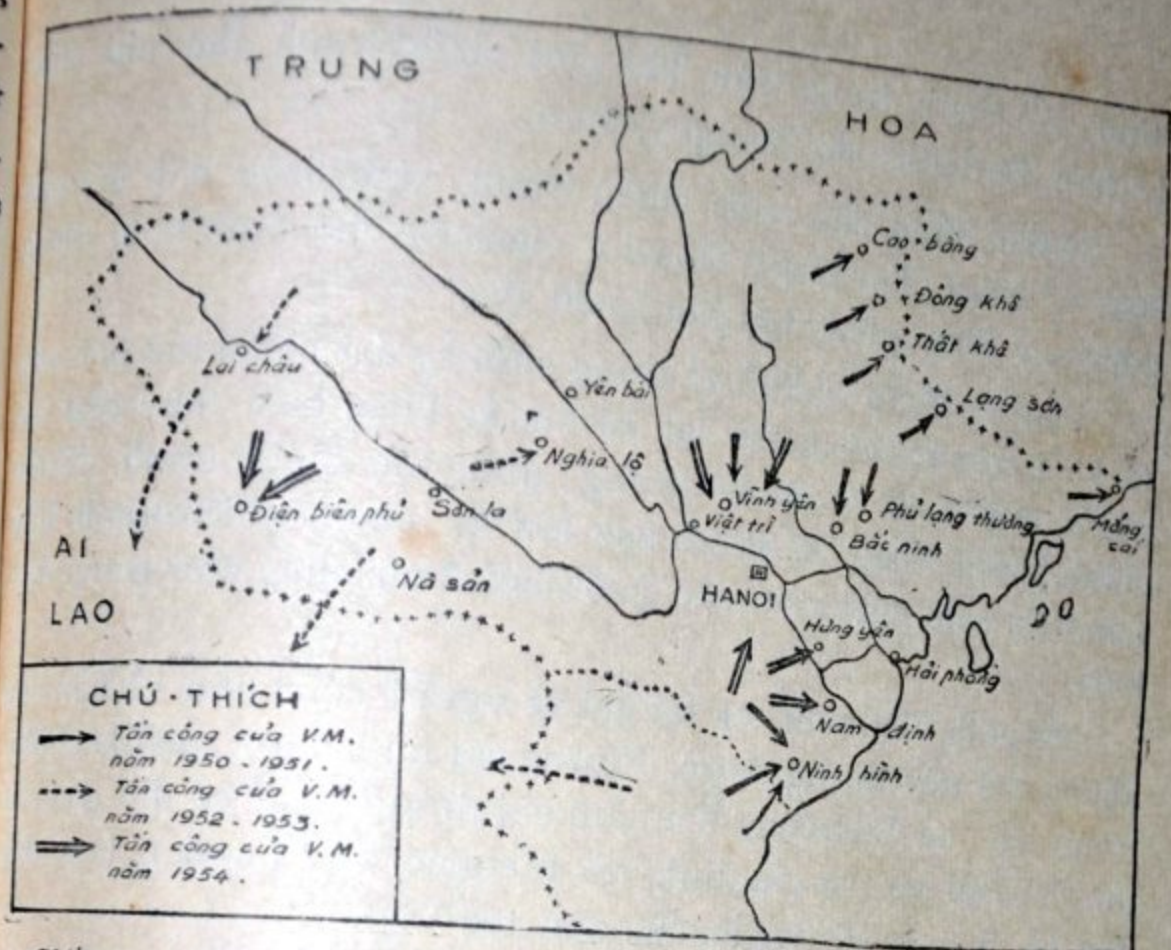 TRUNG
HOA
Cao bằng
Đông khê
Thất khê
Lạng sơn
Lai châu
Yên bái
Nghĩa lộ
Điện biên phủ
Sơn la
Vĩnh yên
Việt trì
Phủ lạng thương
Bắc ninh
Móng
cái
Nà sản
AI
LAO
HANOI
Hưng yên
Hải phòng
Nam định
Ninh bình
CHÚ-THÍCH
Tấn công của V.M.
năm 1950 - 1951.
Tấn công của V.M.
năm 1952 - 1953.
Tấn công của V.M.
năm 1954.